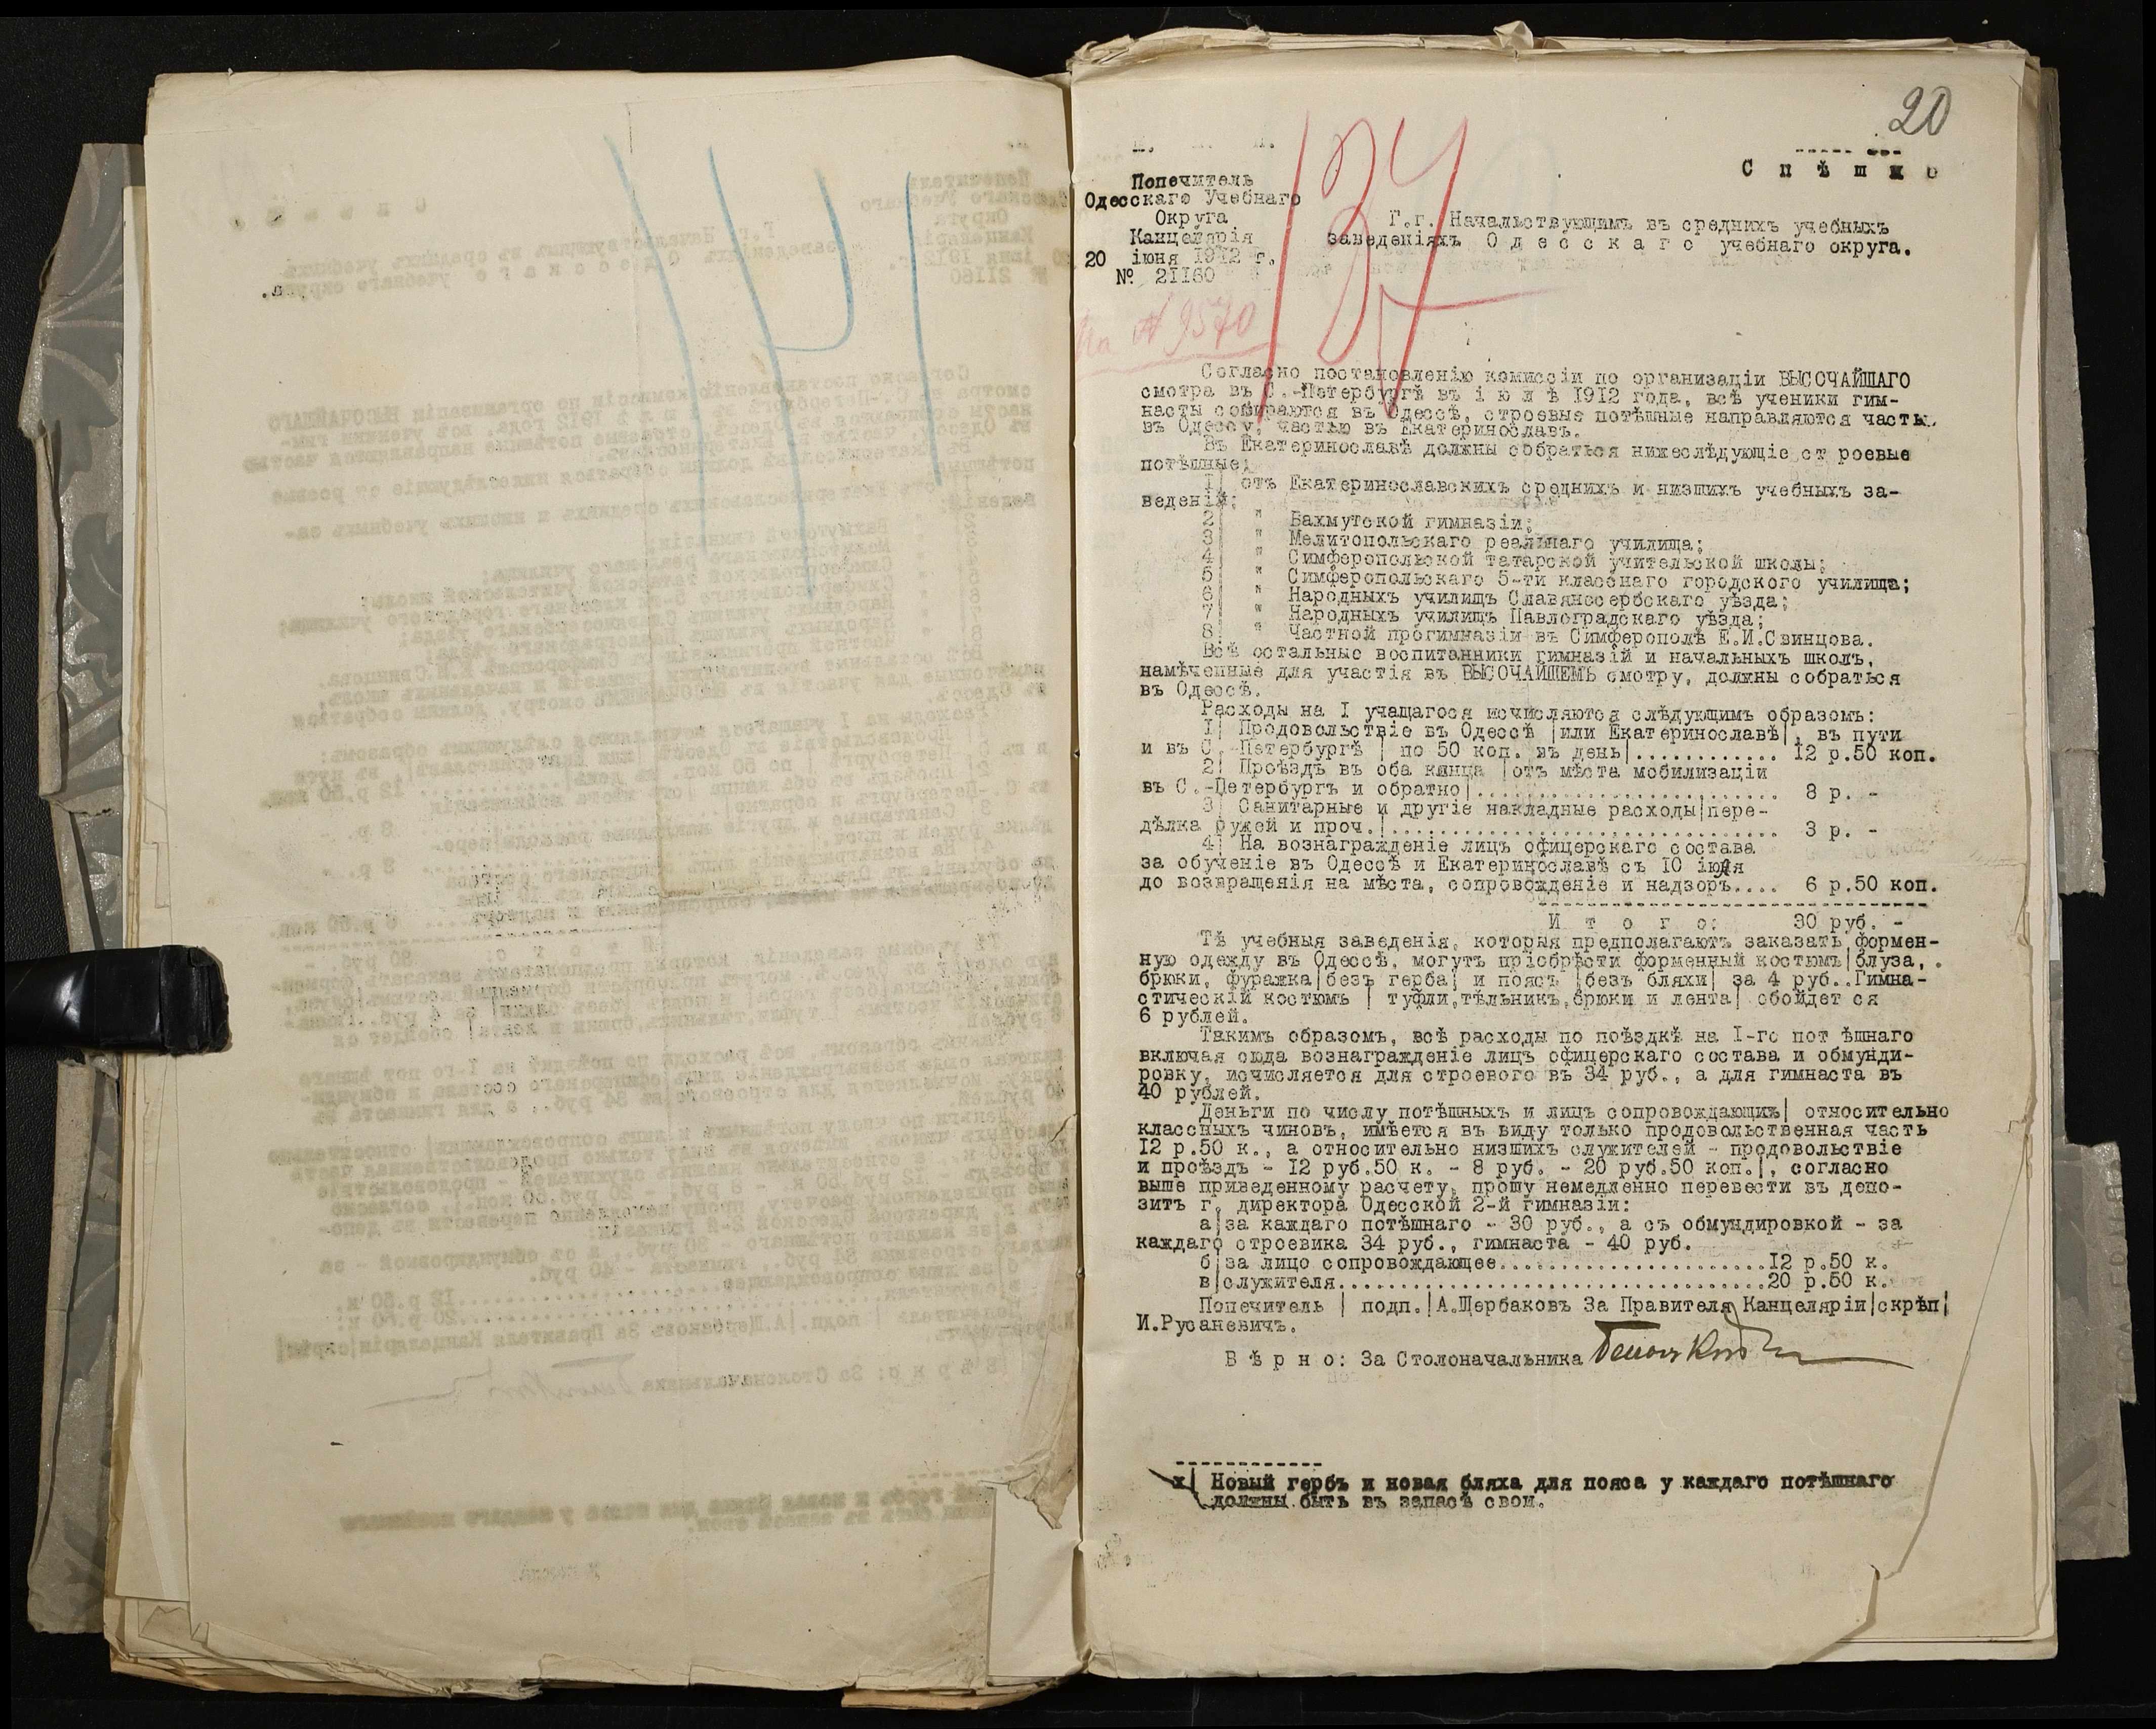 20
М. Н. П.
С п ѣ ш н о
Попечитель
Одесскаго Учебнаго
Округа
Канцелярія
20 іюня 1912 г.
№ 21160
137
На № 9570
Г.г. Начальствующимъ въ среднихъ учебныхъ
заведеніяхъ О д е с с к а г о учебнаго округа.
Согласно постановленію комиссіи по организаціи ВЫСОЧАЙШАГО
смотра въ С.-Петербургѣ въ і ю л ѣ 1912 года, всѣ ученики гим-
насты собираются въ Одессѣ, строевые потѣшные направляются частью
въ Одессу, частью въ Екатеринославъ.
Въ Екатеринославѣ должны собраться нижеслѣдующіе ст роевые
потѣшные:
1| отъ Екатеринославскихъ среднихъ и низшихъ учебныхъ за-
веденій;
2| " Бахмутской гимназіи;
3| " Мелитопольскаго реальнаго училища;
4| " Симферопольской татарской учительской школы;
5| " Симферопольскаго 5-ти класснаго городского училища;
6| " Народныхъ училищъ Славяносербскаго уѣзда;
7| " Народныхъ училищъ Павлоградскаго уѣзда;
8| " Частной прогимназіи въ Симферополѣ Е.И.Свинцова.
Всѣ остальные воспитанники гимназій и начальныхъ школъ,
намѣченные для участія въ ВЫСОЧАЙШЕМЪ смотру, должны собраться
въ Одессѣ.
Расходы на I учащагося исчисляются слѣдующимъ образомъ:
1| Продовольствіе въ Одессѣ |или Екатеринославѣ|, въ пути
и въ С.-Петербургѣ | по 50 коп. въ день|............ 12 р.50 коп.
2| Проѣздъ въ оба конца |отъ мѣста мобилизаціи
въ С.-Петербургъ и обратно|.......................... 8 р. -
3| Санитарные и другіе накладные расходы|пере-
дѣлка ружей и проч.|................................. 3 р. -
4| На вознагражденіе лицъ офицерскаго состава
за обученіе въ Одессѣ и Екатеринославѣ съ 10 іюля
до возвращенія на мѣста, сопровожденіе и надзоръ.... 6 р.50 коп.
И т о г о: 30 руб. -
Тѣ учебныя заведенія, которыя предполагаютъ заказать формен-
ную одежду въ Одессѣ, могутъ пріобрѣсти форменный костюмъ|блуза,
брюки, фуражка|безъ герба| и поясъ |безъ бляхи| за 4 руб..Гимна-
стическій костюмъ | туфли,тѣльникъ,брюки и лента| обойдет ся
6 рублей.
Такимъ образомъ, всѣ расходы по поѣздкѣ на I-го пот ѣшнаго
включая сюда вознагражденіе лицъ офицерскаго состава и обмунди-
ровку, исчисляется для строевого въ 34 руб., а для гимнаста въ
40 рублей.
Деньги по числу потѣшныхъ и лицъ сопровождающихъ| относительно
классныхъ чиновъ, имѣется въ виду только продовольственная часть
12 р.50 к., а относительно низшихъ служителей - продовольствіе
и проѣздъ - 12 руб.50 к. - 8 руб. - 20 руб.50 коп.|, согласно
выше приведенному расчету, прошу немедленно перевести въ депо-
зитъ г. директора Одесской 2-й гимназіи:
а|за каждаго потѣшнаго - 30 руб., а съ обмундировкой - за
каждаго строевика 34 руб., гимнаста - 40 руб.
б|за лицо сопровождающее......................12 р.50 к.
в|служителя...................................20 р.50 к.
Попечитель | подп.|А.Щербаковъ За Правителя Канцеляріи|скрѣп|
И.Русановичъ.
В ѣ р н о: За Столоначальника
х| Новый гербъ и новая бляха для пояса у каждаго потѣшнаго
должны быть въ запасѣ свои.